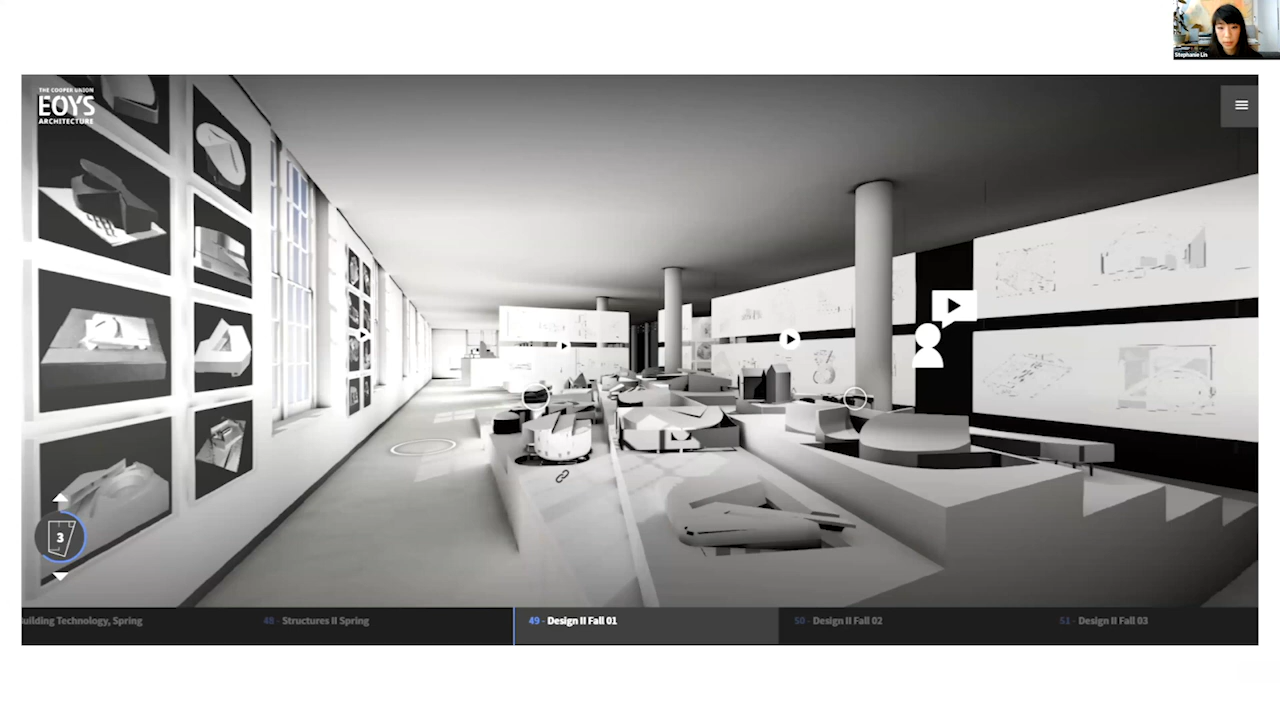 Stephanie Lin
THE COOPER UNION
EOYS
ARCHITECTURE
3
uilding Technology, Spring
48 - Structures II Spring
49 - Design II Fall 01
50 - Design II Fall 02
51 - Design II Fall 03